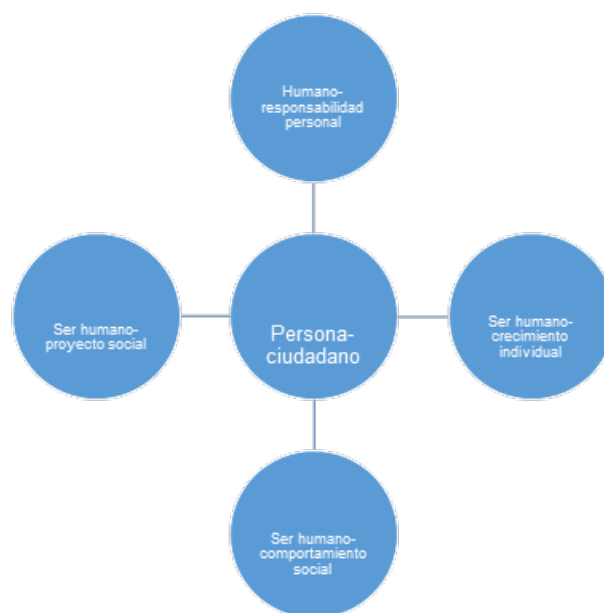 Humano-
responsabilidad
personal
Ser humano-
proyecto social
Persona-
ciudadano
Ser humano-
crecimiento
individual
Ser humano-
comportamiento
social